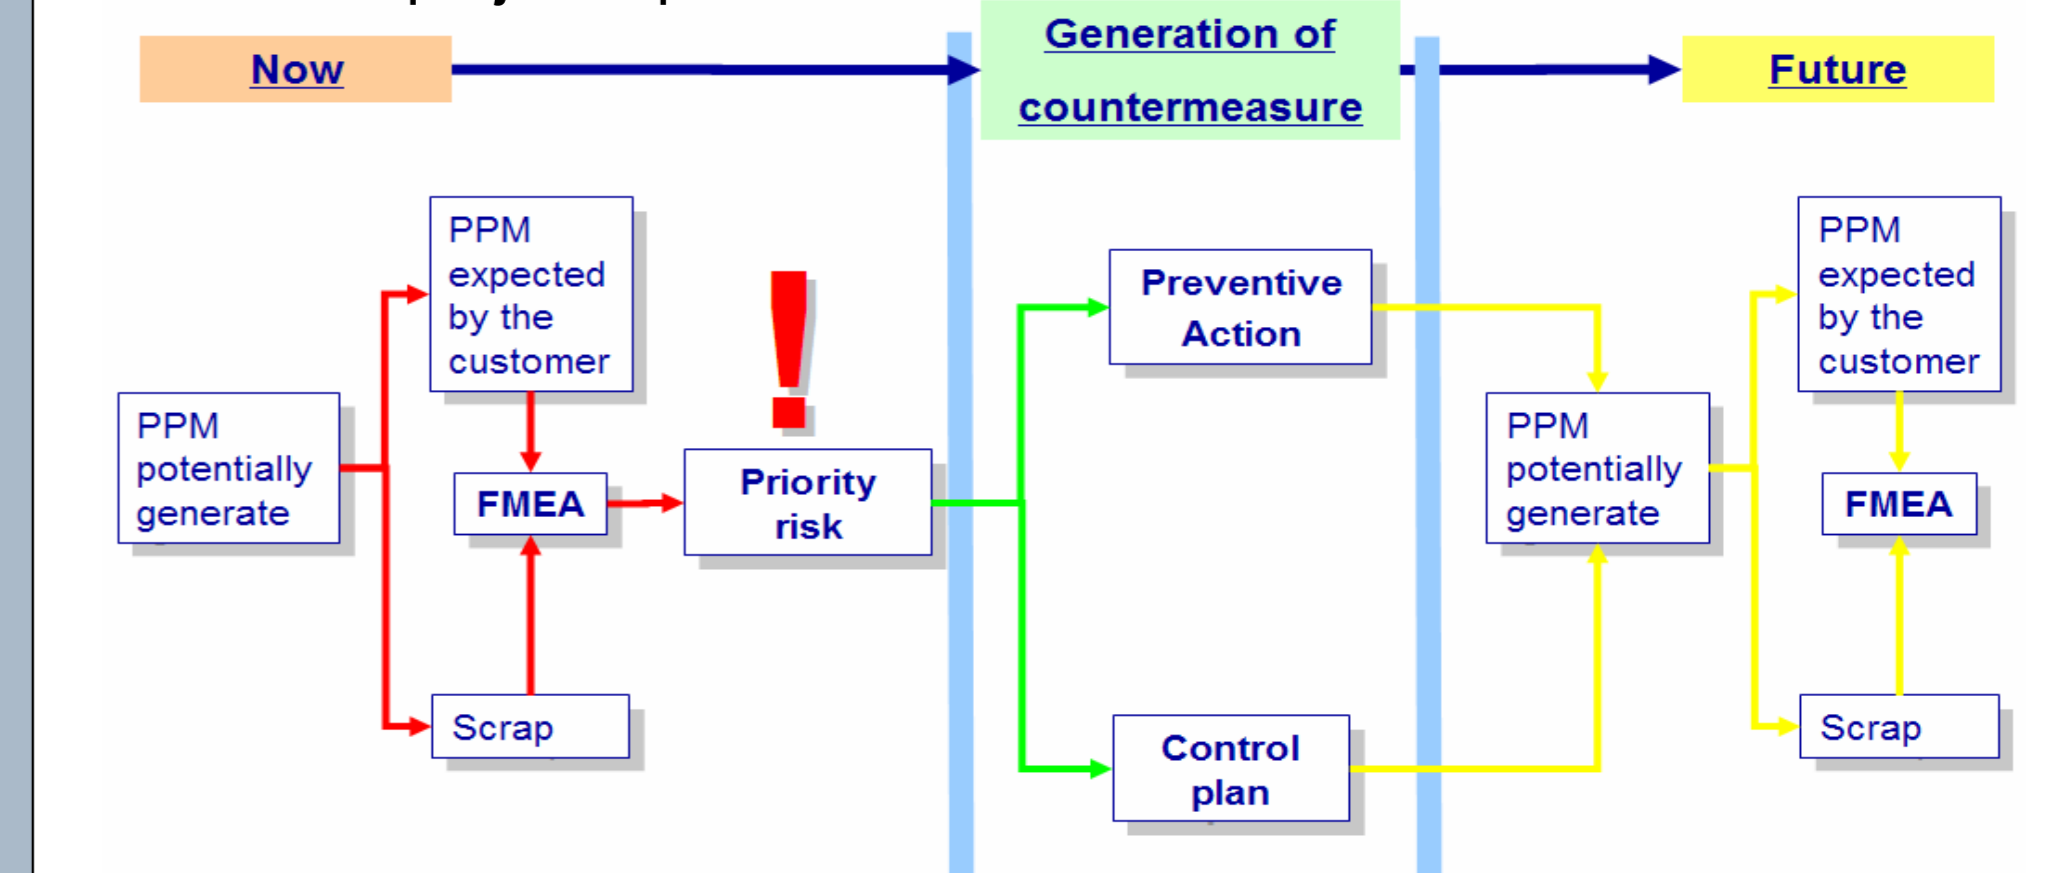 Now
Generation of
countermeasure
Future
PPM
expected
by the
customer
PPM
potentially
generate
FMEA
Priority
risk
Scrap
Preventive
Action
Control
plan
PPM
potentially
generate
PPM
expected
by the
customer
FMEA
Scrap